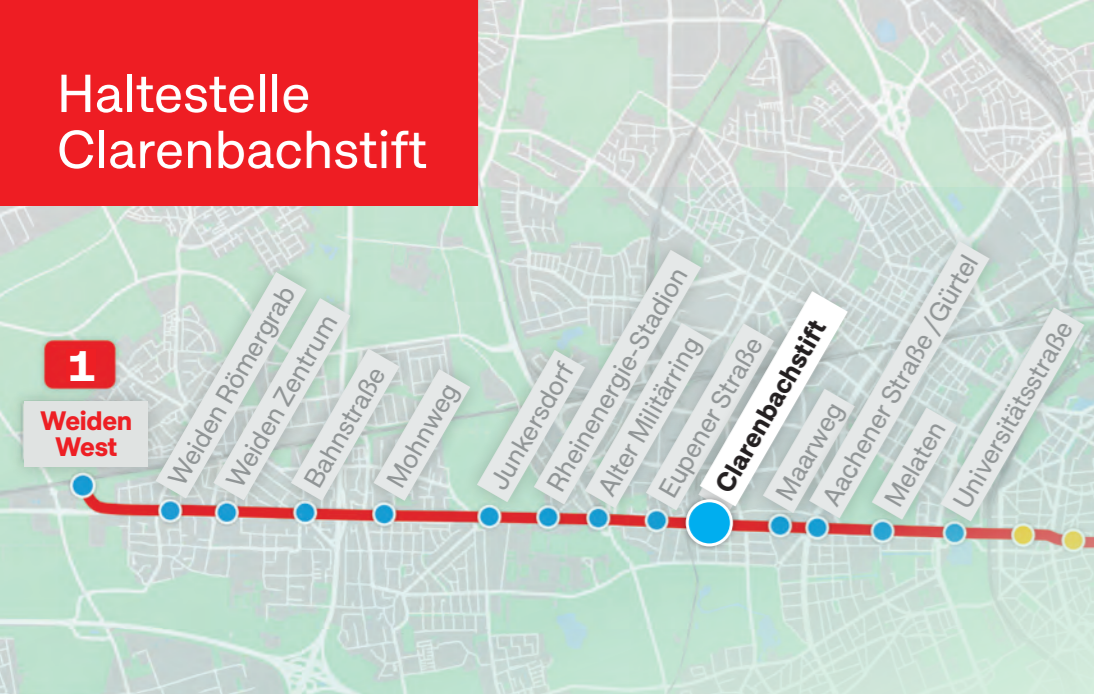 Haltestelle
Clarenbachstift
1
Weiden
West
Weiden Römergrab
Weiden Zentrum
Bahnstraße
Mohnweg
Junkersdorf
Rheinenergie-Stadion
Alter Militärring
Eupener Straße
Clarenbachstift
Maarweg
Aachener Straße/Gürtel
Melaten
Universitätsstraße